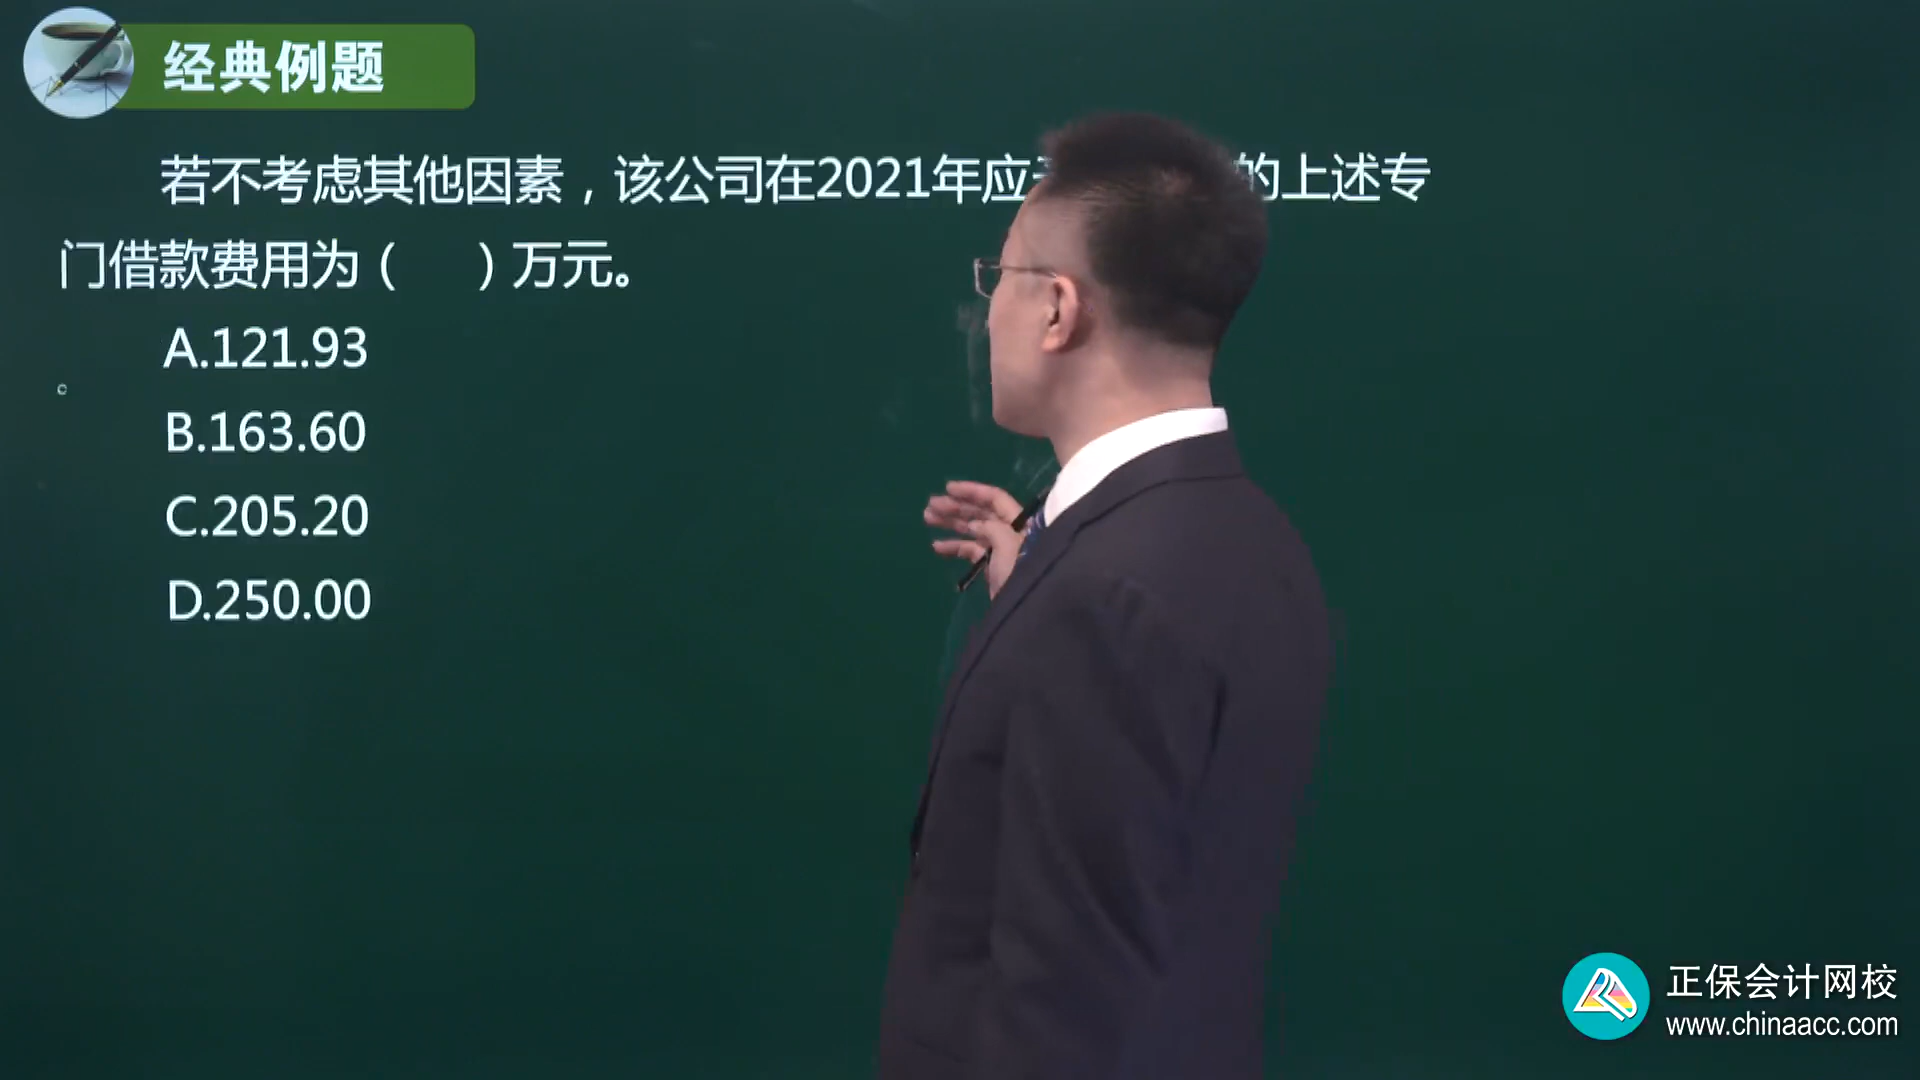 经典例题
若不考虑其他因素，该公司在2021年应 的上述专
门借款费用为（ ）万元。
A.121.93
B.163.60
C.205.20
D.250.00
正保会计网校
www.chinaacc.com